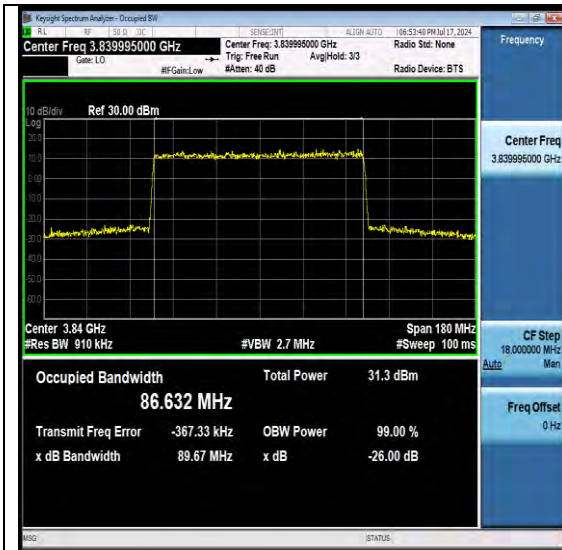 Keysight Spectrum Analyzer - Occupied BW
RL RF 50 Ω DC SENSE:INT ALIGN AUTO 06:53:40 PM Jul 17, 2024
Center Freq 3.839995000 GHz Center Freq: 3.839995000 GHz Radio Std: None Frequency
Gate: LO Trig: Free Run Avg|Hold: 3/3
#IFGain:Low #Atten: 40 dB Radio Device: BTS
10 dB/div Ref 30.00 dBm
Log
20.0
10.0
0.00
-10.0
-20.0
-30.0
-40.0
-50.0
-60.0
Center Freq
3.839995000 GHz
Center 3.84 GHz Span 180 MHz
#Res BW 910 kHz #VBW 2.7 MHz #Sweep 100 ms
CF Step
18.000000 MHz
Auto Man
Occupied Bandwidth Total Power 31.3 dBm
86.632 MHz
Transmit Freq Error -367.33 kHz OBW Power 99.00 %
x dB Bandwidth 89.67 MHz x dB -26.00 dB
Freq Offset
0 Hz
MSG STATUS